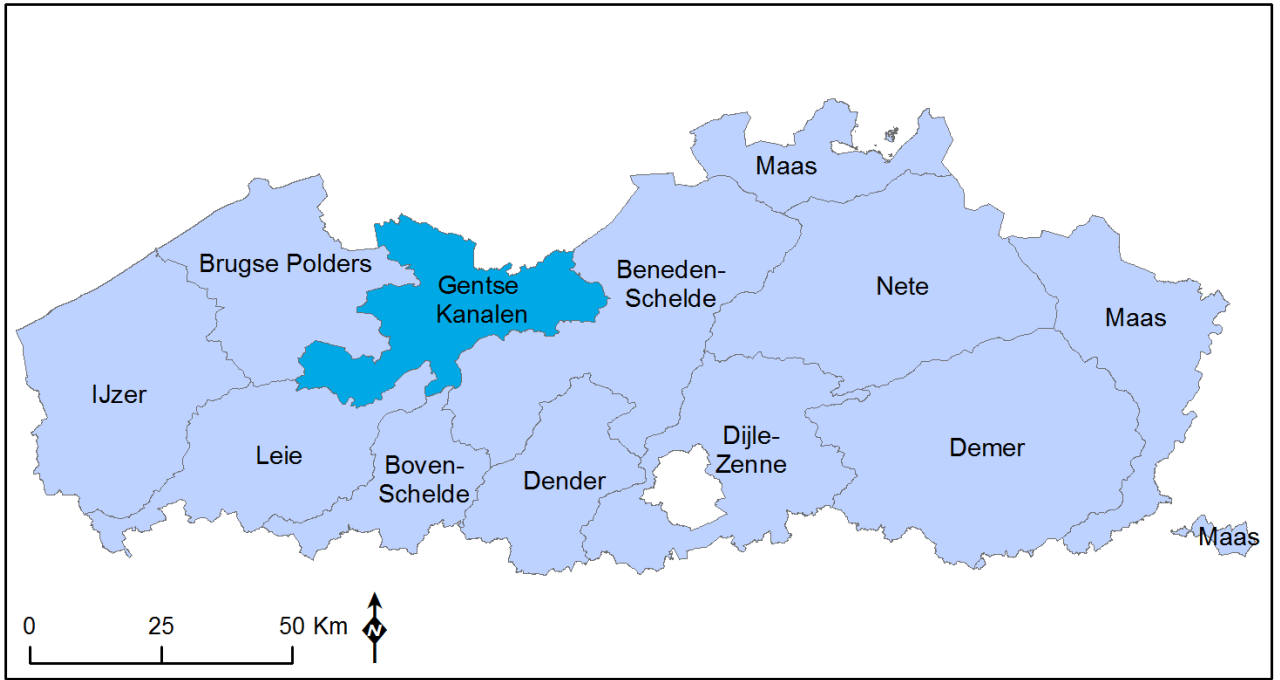 Maas
Brugse Polders
Gentse
Kanalen
Beneden-
Schelde
Nete
Maas
IJzer
Leie
Boven-
Schelde
Dender
Dijle-
Zenne
Demer
Maas
0 25 50 Km
N